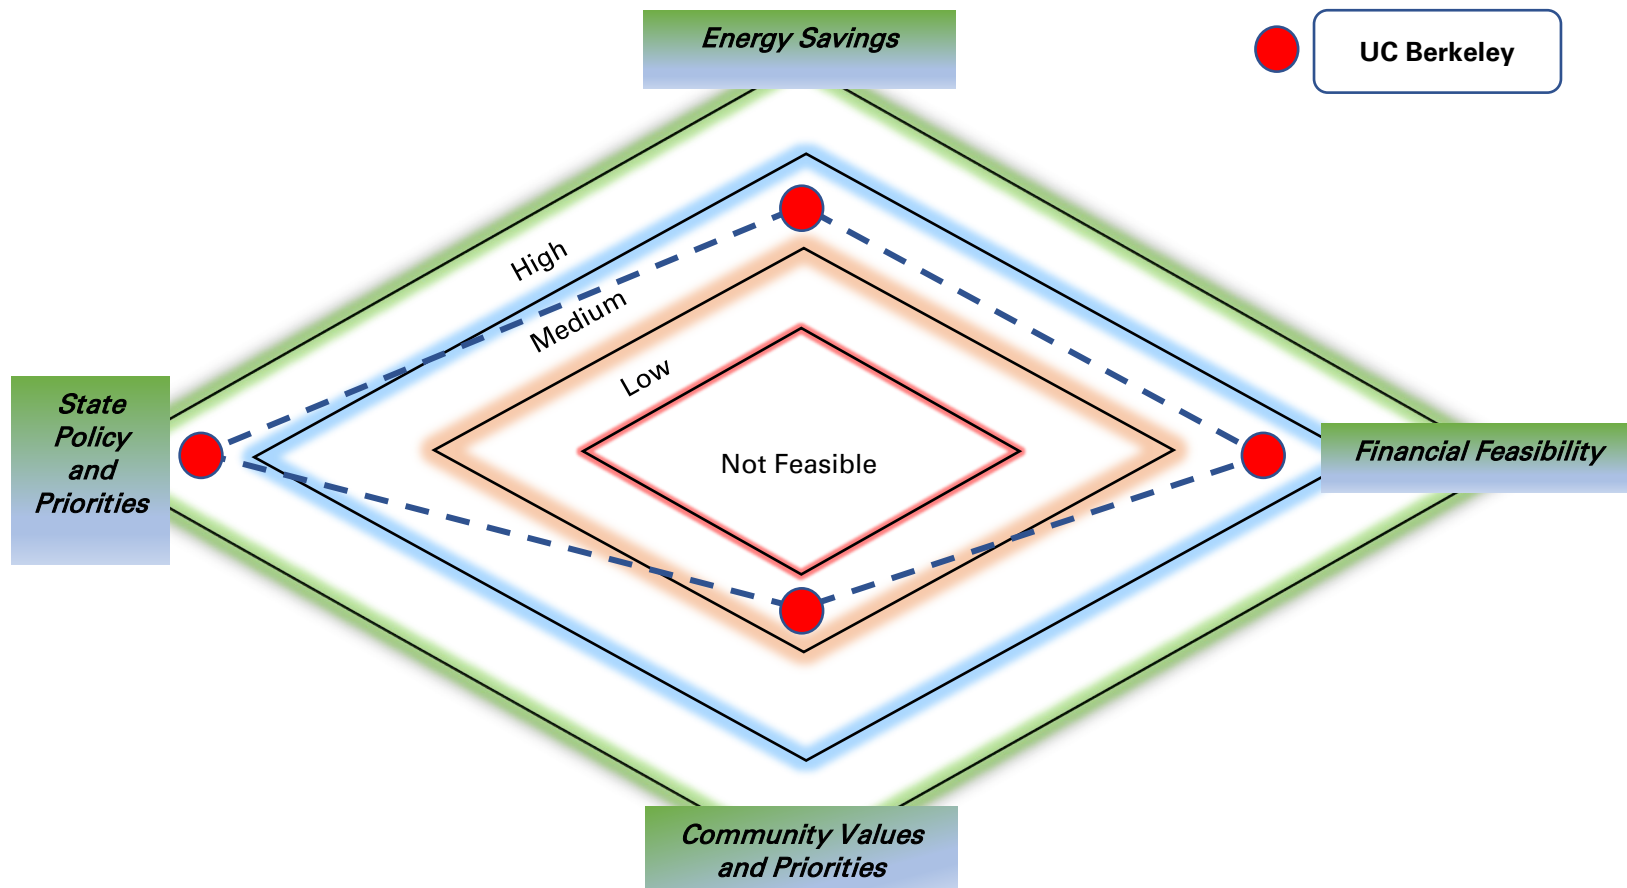 Energy Savings
UC Berkeley
High
Medium
Low
State
Policy
and
Priorities
Not Feasible
Financial Feasibility
Community Values
and Priorities